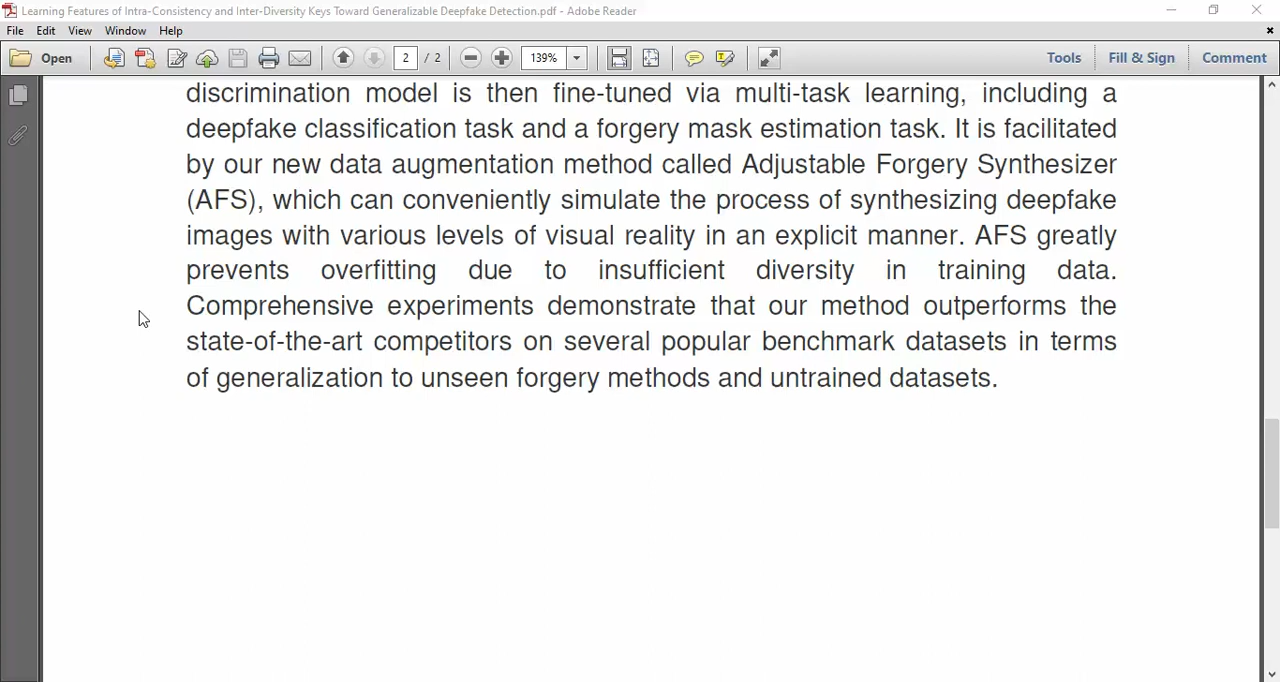 Learning Features of Intra-Consistency and Inter-Diversity Keys Toward Generalizable Deepfake Detection.pdf - Adobe Reader
File Edit View Window Help
Open 2 / 2 139% Tools Fill & Sign Comment
discrimination model is then fine-tuned via multi-task learning, including a
deepfake classification task and a forgery mask estimation task. It is facilitated
by our new data augmentation method called Adjustable Forgery Synthesizer
(AFS), which can conveniently simulate the process of synthesizing deepfake
images with various levels of visual reality in an explicit manner. AFS greatly
prevents overfitting due to insufficient diversity in training data.
Comprehensive experiments demonstrate that our method outperforms the
state-of-the-art competitors on several popular benchmark datasets in terms
of generalization to unseen forgery methods and untrained datasets.